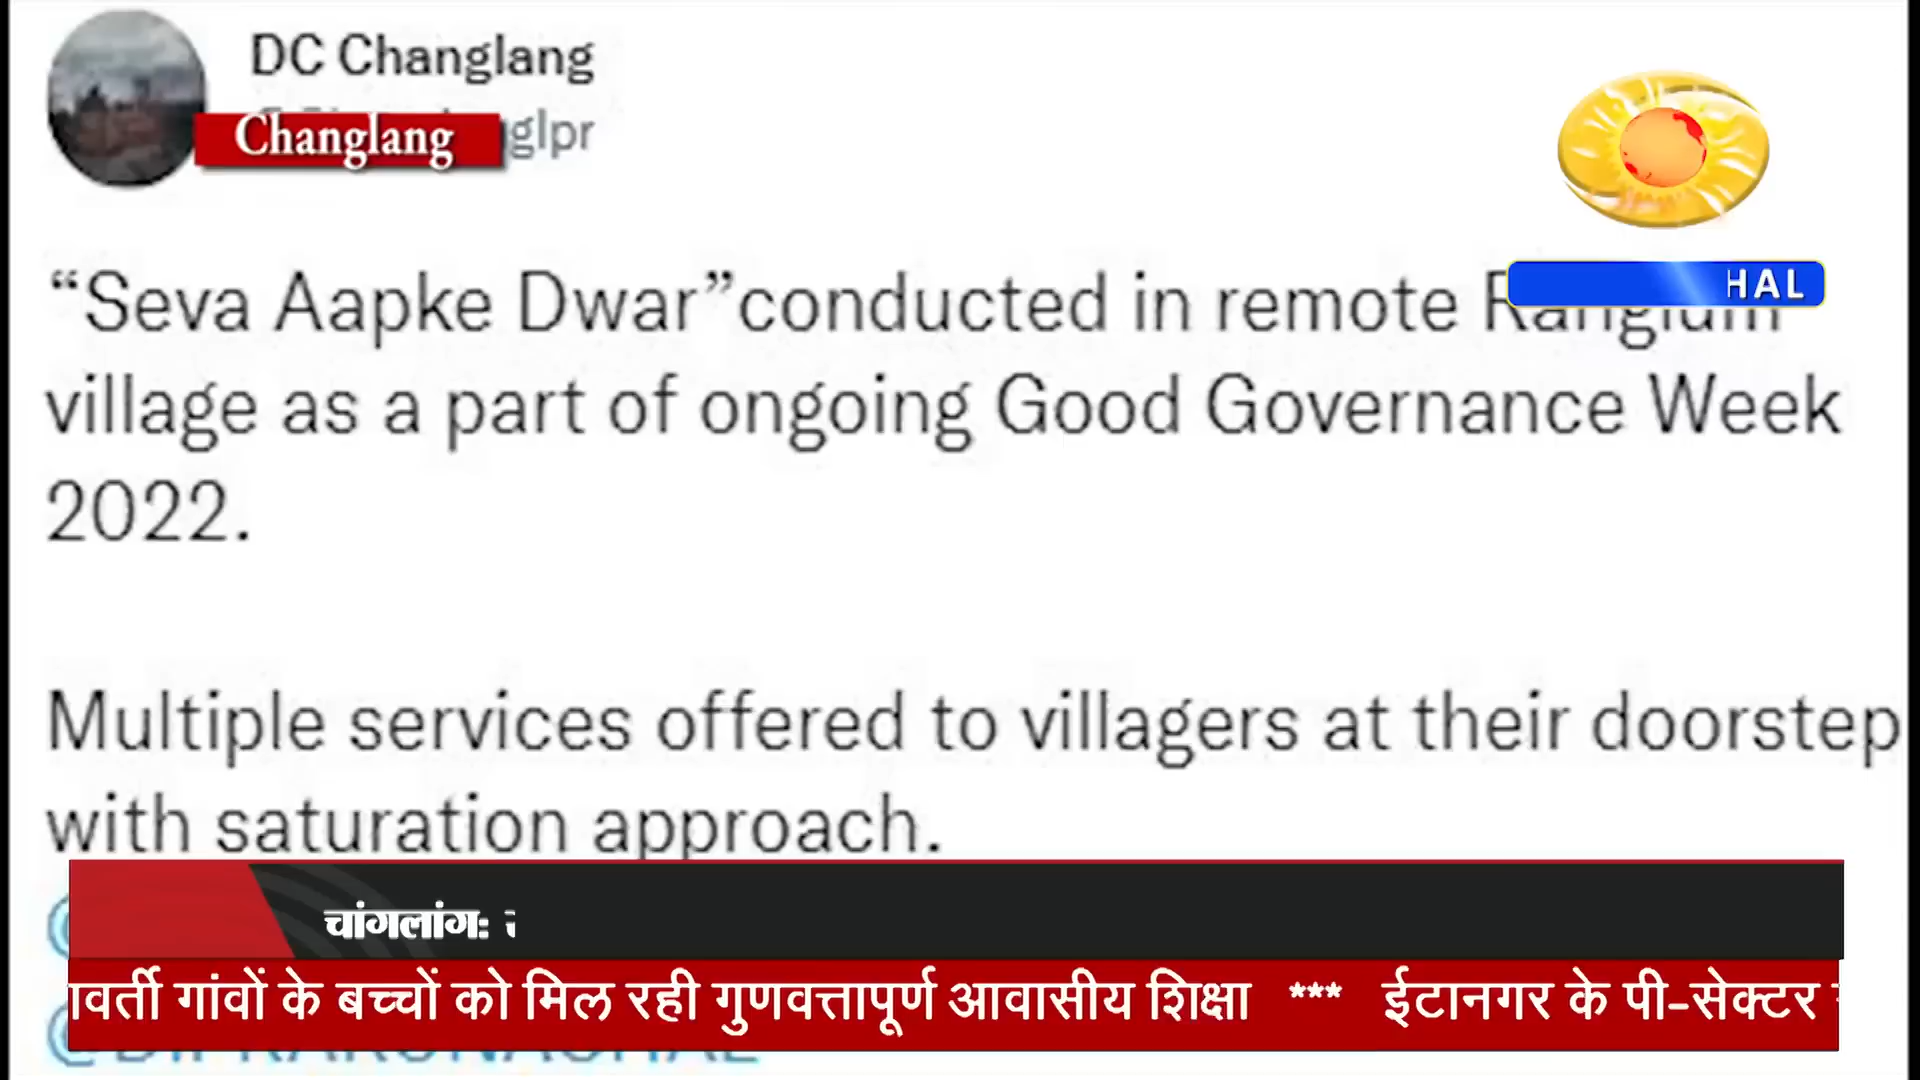 DC Changlang
Changlang
glpr
HAL
“Seva Aapke Dwar”conducted in remote
village as a part of ongoing Good Governance Week
2022.
Multiple services offered to villagers at their doorstep
with saturation approach.
चांगलांग:
गांवों के बच्चों को मिल रही गुणवत्तापूर्ण आवासीय शिक्षा *** ईटानगर के पी-सेक्टर